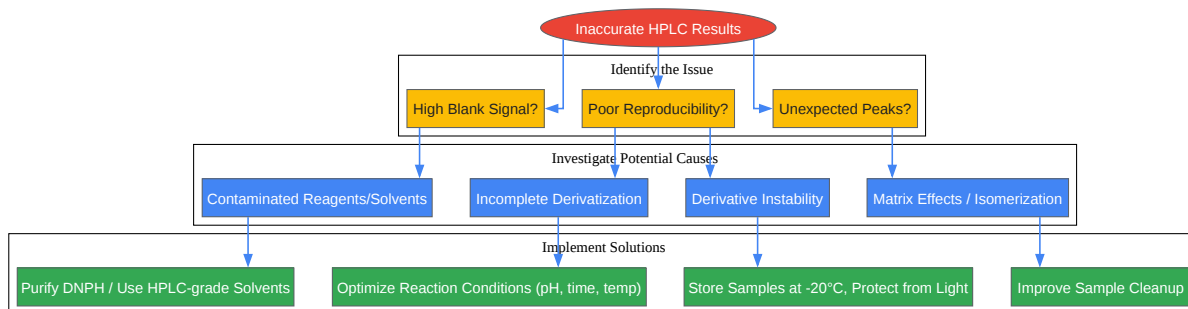 Inaccurate HPLC Results
Identify the Issue
High Blank Signal?
Poor Reproducibility?
Unexpected Peaks?
Investigate Potential Causes
Contaminated Reagents/Solvents
Incomplete Derivatization
Derivative Instability
Matrix Effects / Isomerization
Implement Solutions
Purify DNPH / Use HPLC-grade Solvents
Optimize Reaction Conditions (pH, time, temp)
Store Samples at -20°C, Protect from Light
Improve Sample Cleanup